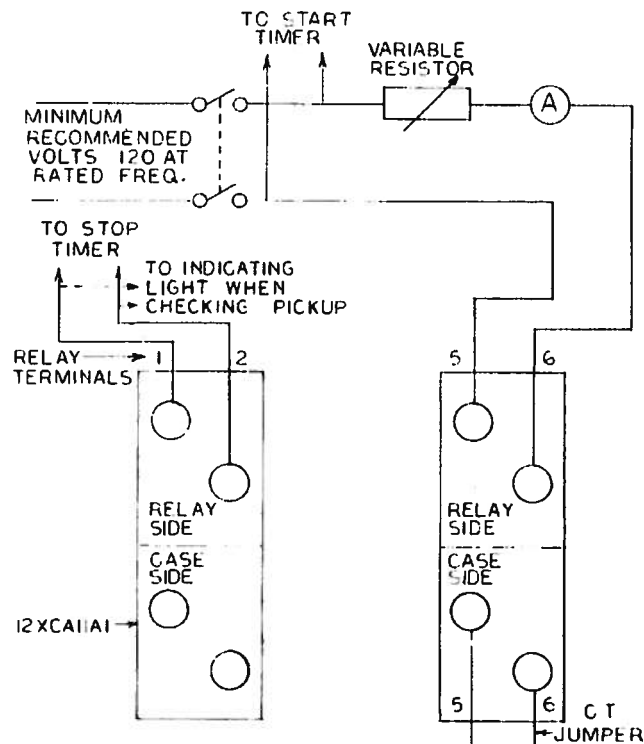 TO START
TIMER
VARIABLE
RESISTOR
A
MINIMUM
RECOMMENDED
VOLTS 120 AT
RATED FREQ.
TO STOP
TIMER
TO INDICATING
LIGHT WHEN
CHECKING PICKUP
RELAY
TERMINALS
1 2
5 6
RELAY
SIDE
CASE
SIDE
RELAY
SIDE
CASE
SIDE
12XCA11A1
5 6
CT
JUMPER